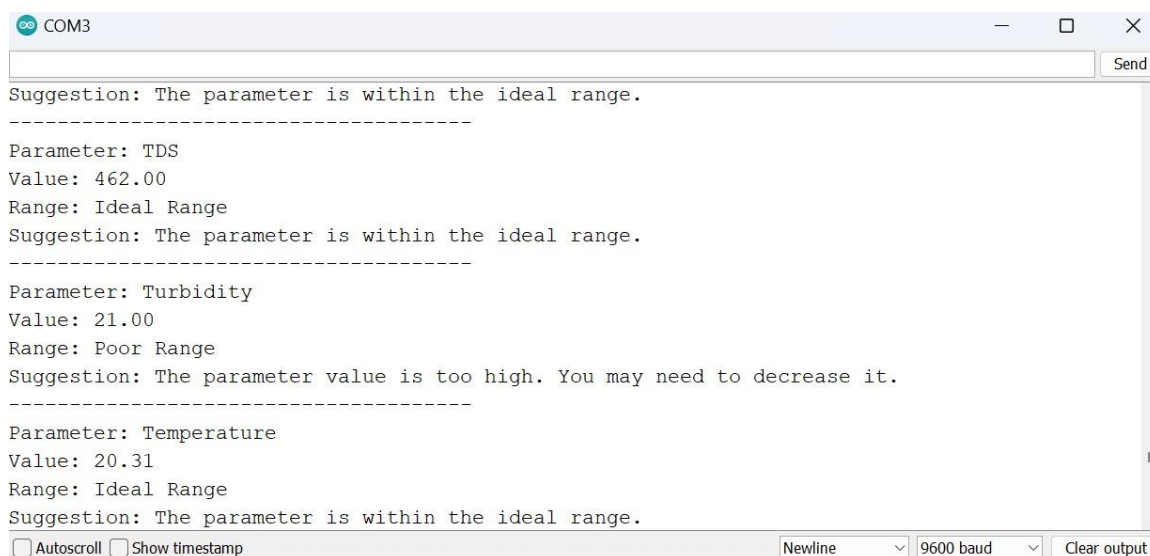 COM3
Send
Suggestion: The parameter is within the ideal range.
--------------------------------------
Parameter: TDS
Value: 462.00
Range: Ideal Range
Suggestion: The parameter is within the ideal range.
--------------------------------------
Parameter: Turbidity
Value: 21.00
Range: Poor Range
Suggestion: The parameter value is too high. You may need to decrease it.
--------------------------------------
Parameter: Temperature
Value: 20.31
Range: Ideal Range
Suggestion: The parameter is within the ideal range.
Autoscroll Show timestamp Newline 9600 baud Clear output